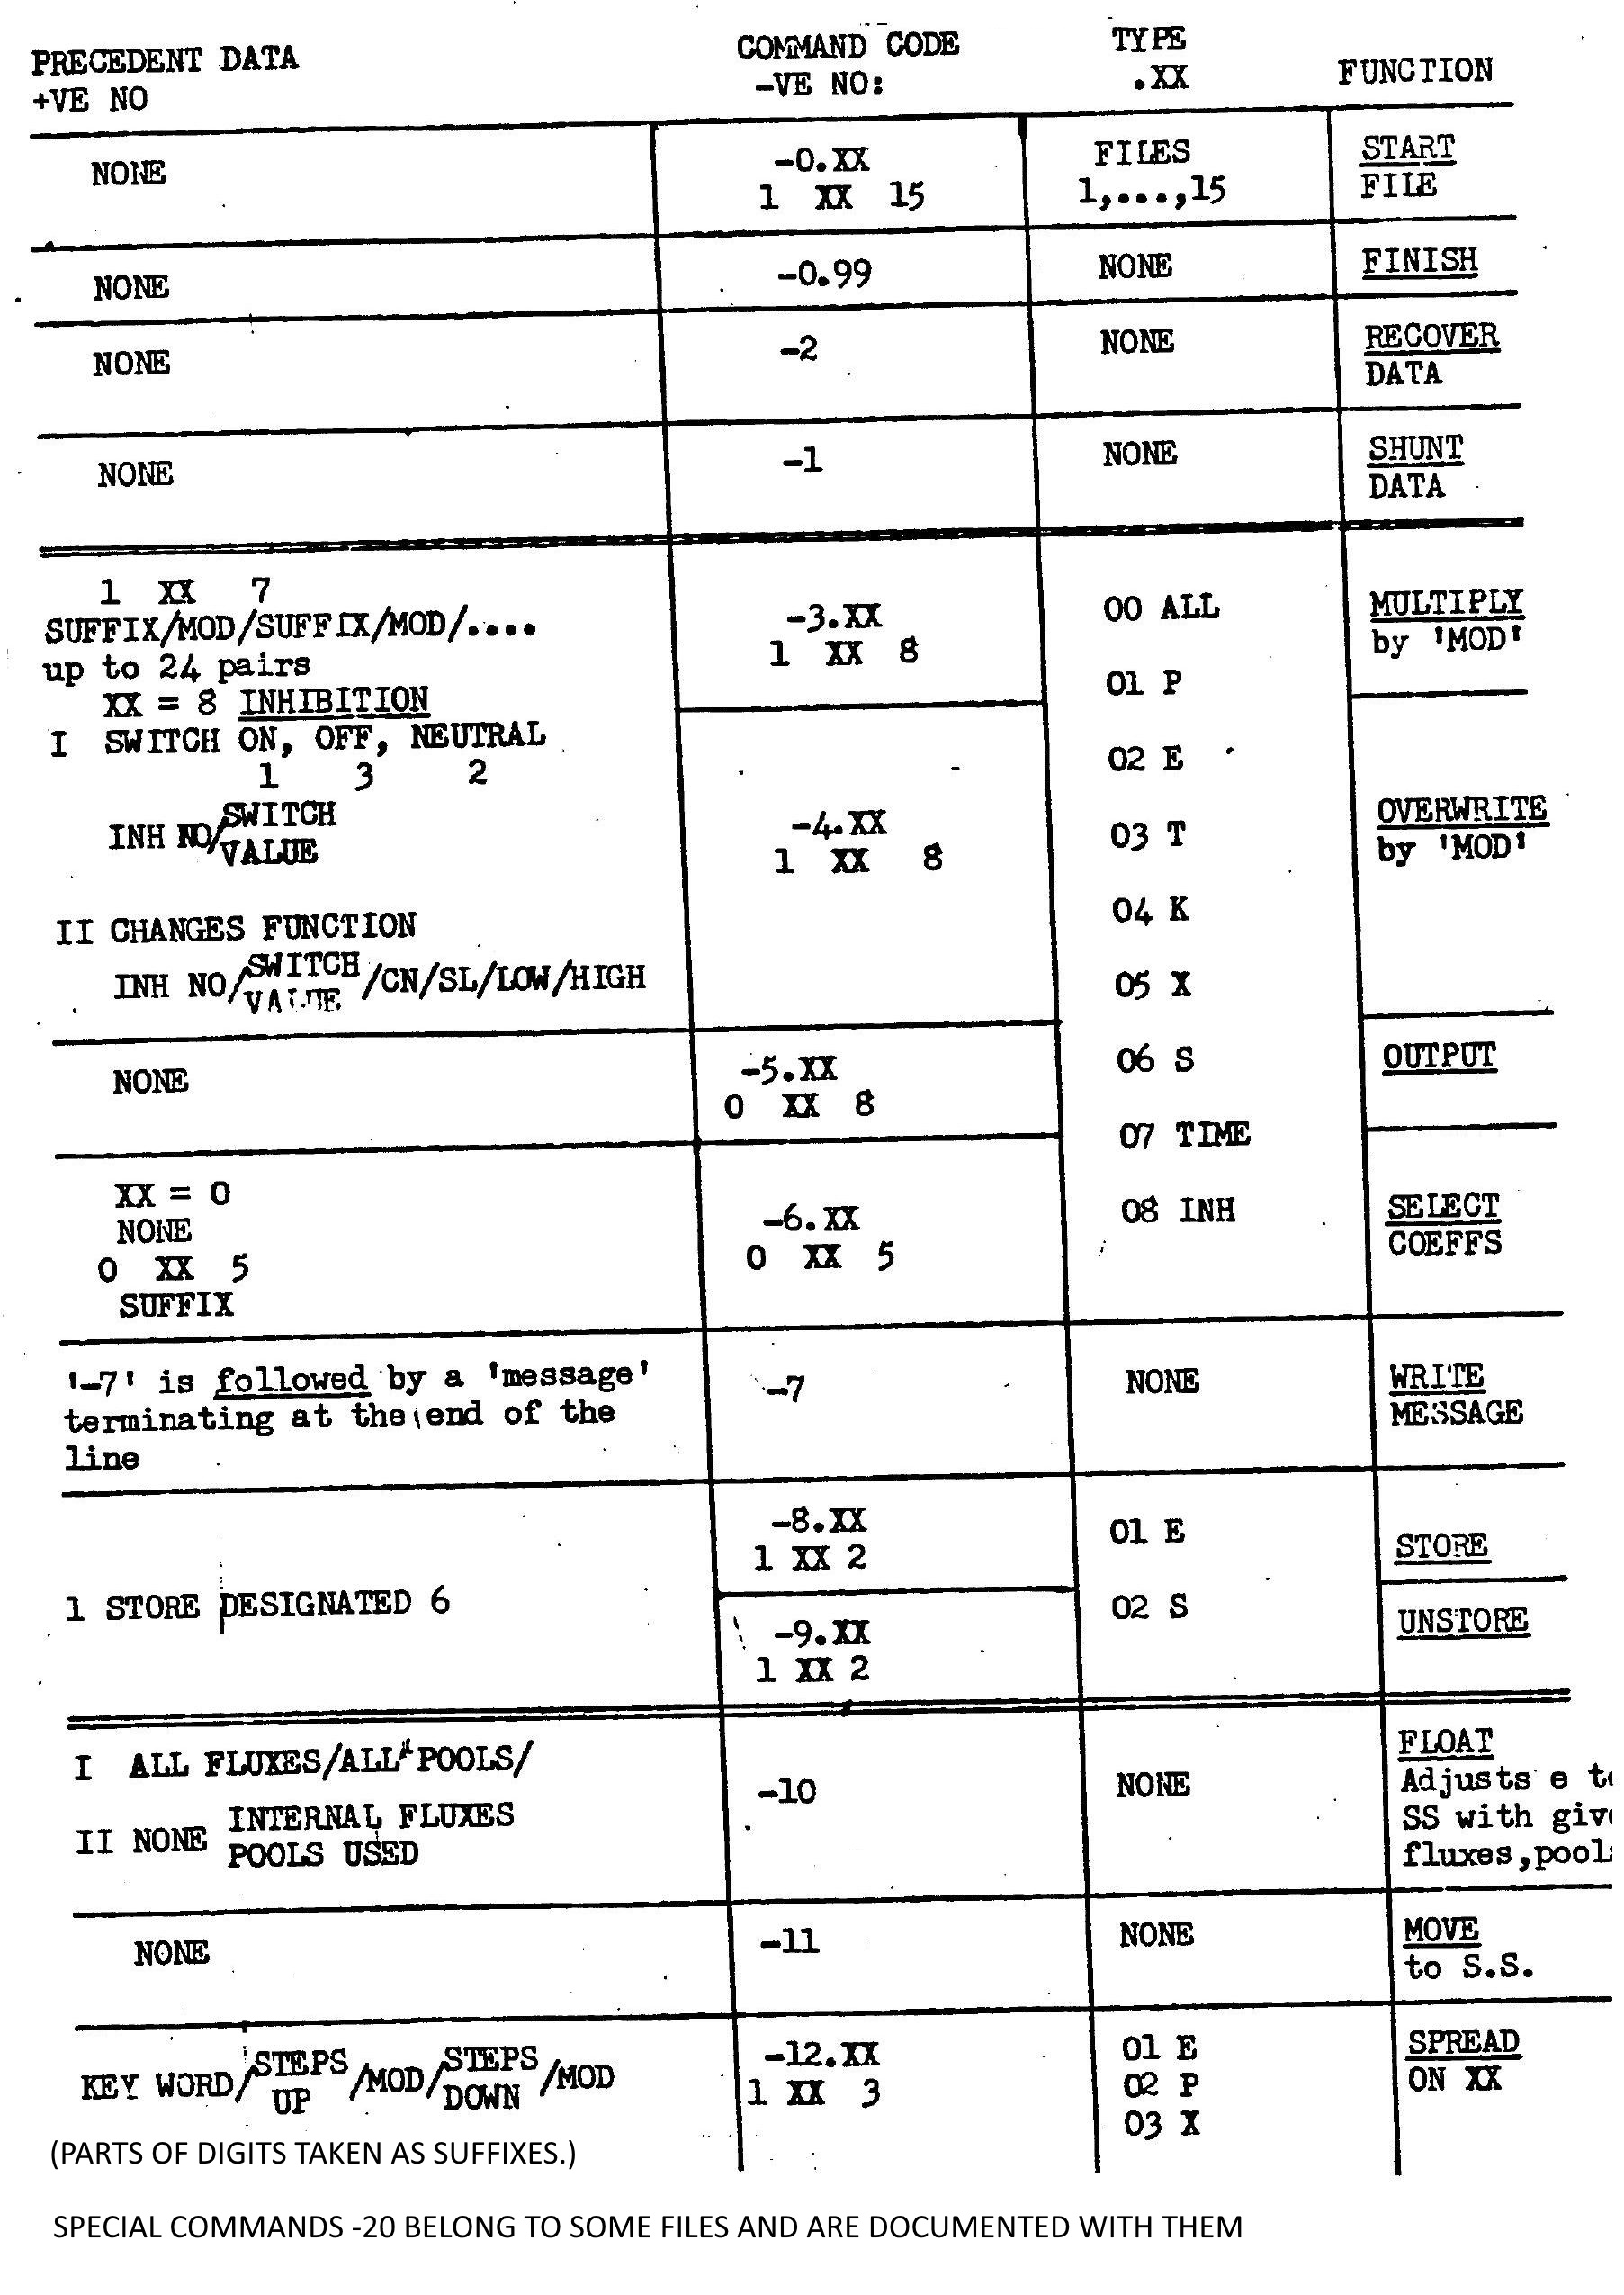 PRECEDENT DATA
+VE NO
COMMAND CODE
-VE NO:
TYPE
.XX
FUNCTION
NONE
-0.XX
1 XX 15
FILES
1,...,15
START
FILE
NONE
-0.99
NONE
FINISH
NONE
-2
NONE
RECOVER
DATA
NONE
-1
NONE
SHUNT
DATA
1 XX 7
SUFFIX/MOD/SUFFIX/MOD/....
up to 24 pairs
XX = 8 INHIBITION
I SWITCH ON, OFF, NEUTRAL
1 3 2
INH NO/SWITCH
VALUE
II CHANGES FUNCTION
INH NO/SWITCH/CN/SL/LOW/HIGH
VALUE
-3.XX
1 XX 8
-4.XX
1 XX 8
00 ALL
01 P
02 E
03 T
04 K
05 X
06 S
07 TIME
08 INH
MULTIPLY
by 'MOD'
OVERWRITE
by 'MOD'
NONE
-5.XX
0 XX 8
OUTPUT
XX = 0
NONE
0 XX 5
SUFFIX
-6.XX
0 XX 5
SELECT
COEFFS
'-7' is followed by a 'message'
terminating at the end of the
line
-7
NONE
WRITE
MESSAGE
1 STORE DESIGNATED 6
-8.XX
1 XX 2
-9.XX
1 XX 2
01 E
02 S
STORE
UNSTORE
I ALL FLUXES/ALL POOLS/
II NONE INTERNAL FLUXES
POOLS USED
-10
NONE
FLOAT
Adjusts e
SS with
fluxes,
NONE
-11
NONE
MOVE
to S.S.
KEY WORD/STEPS/MOD/STEPS/MOD
UP DOWN
-12.XX
1 XX 3
01 E
02 P
03 X
SPREAD
ON XX
(PARTS OF DIGITS TAKEN AS SUFFIXES.)
SPECIAL COMMANDS -20 BELONG TO SOME FILES AND ARE DOCUMENTED WITH THEM